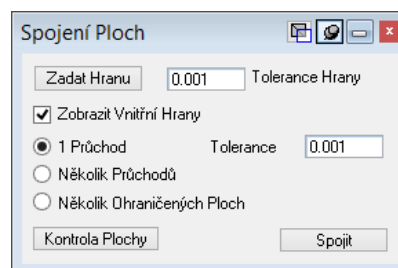 Spojení Ploch
Zadat Hranu 0.001 Tolerance Hrany
Zobrazit Vnitřní Hrany
1 Průchod Tolerance 0.001
Několik Průchodů
Několik Ohraničených Ploch
Kontrola Plochy Spojit